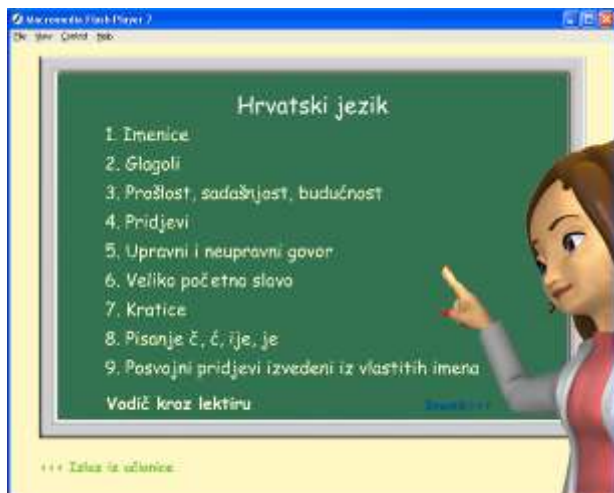 Macromedia Flash Player 7
File View Control Help
Hrvatski jezik
1. Imenice
2. Glagoli
3. Prošlost, sadašnjost, budućnost
4. Pridjevi
5. Upravni i neupravni govor
6. Veliko početno slovo
7. Kratice
8. Pisanje č, ć, ije, je
9. Posvojni pridjevi izvedeni iz vlastitih imena
Vodič kroz lektiru
<<< Izlaz iz učionice